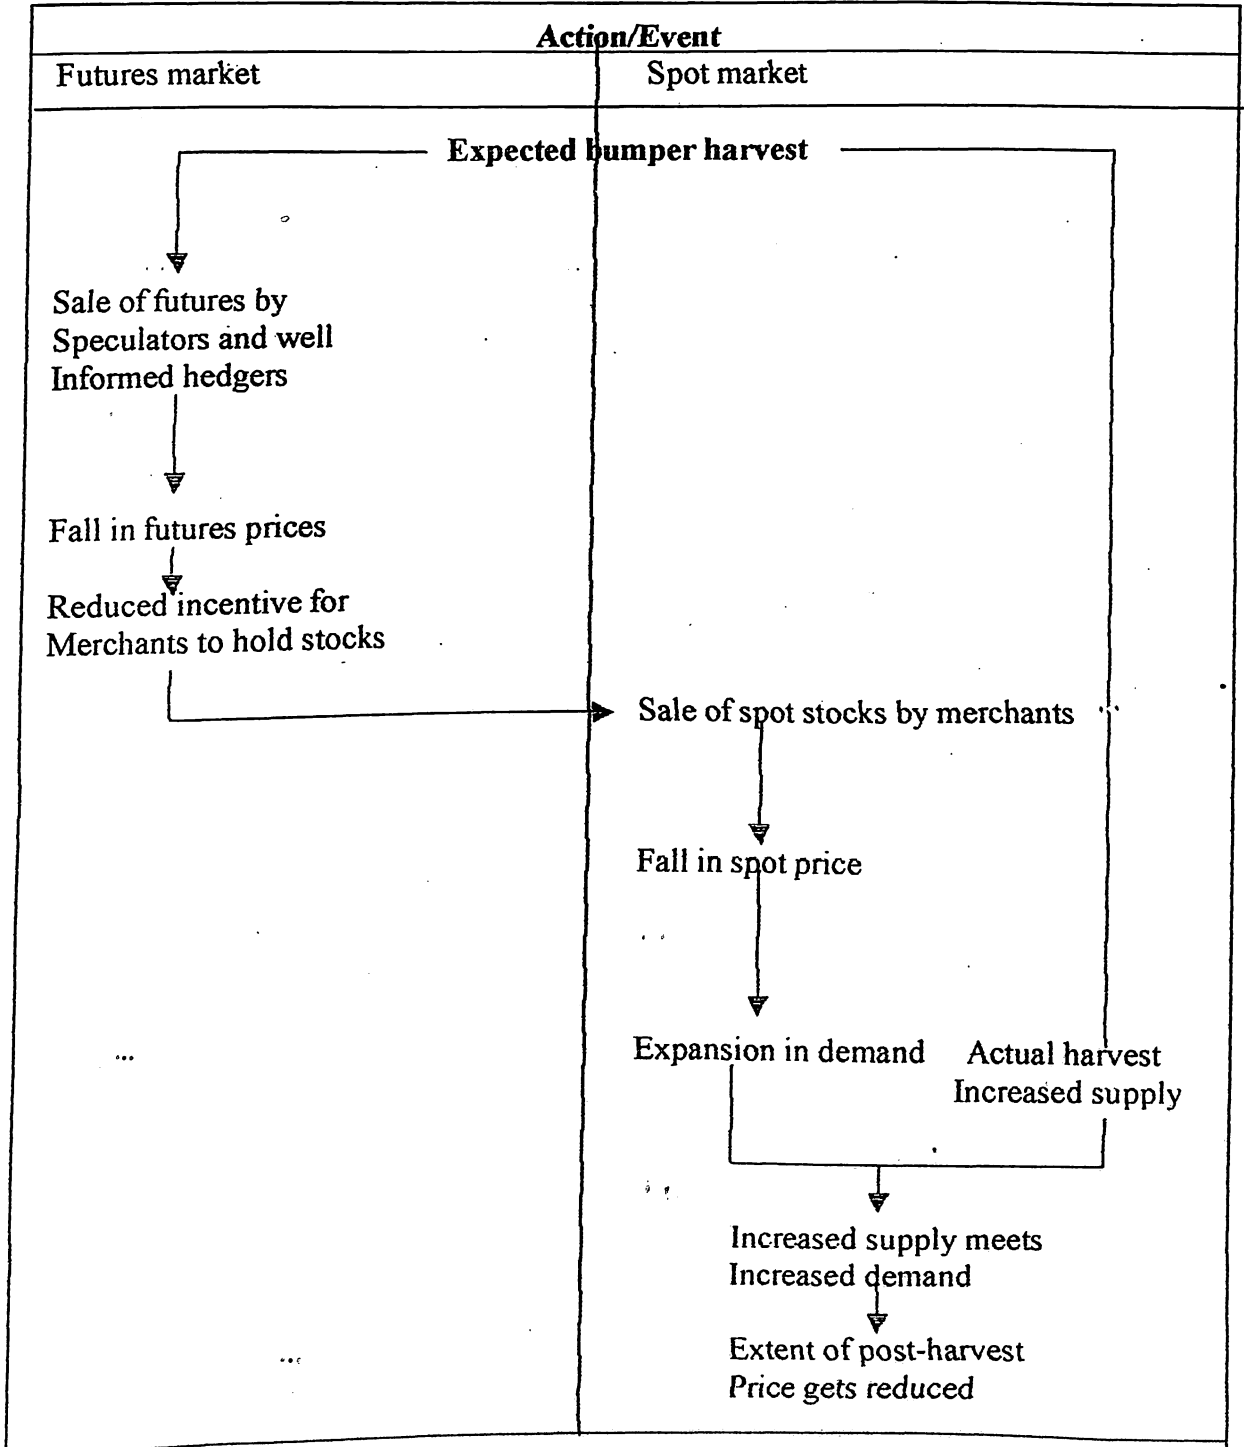 Action/Event
Futures market
Spot market
Expected bumper harvest
Sale of futures by
Speculators and well
Informed hedgers
Fall in futures prices
Reduced incentive for
Merchants to hold stocks
Sale of spot stocks by merchants
Fall in spot price
Expansion in demand
Actual harvest
Increased supply
Increased supply meets
Increased demand
Extent of post-harvest
Price gets reduced